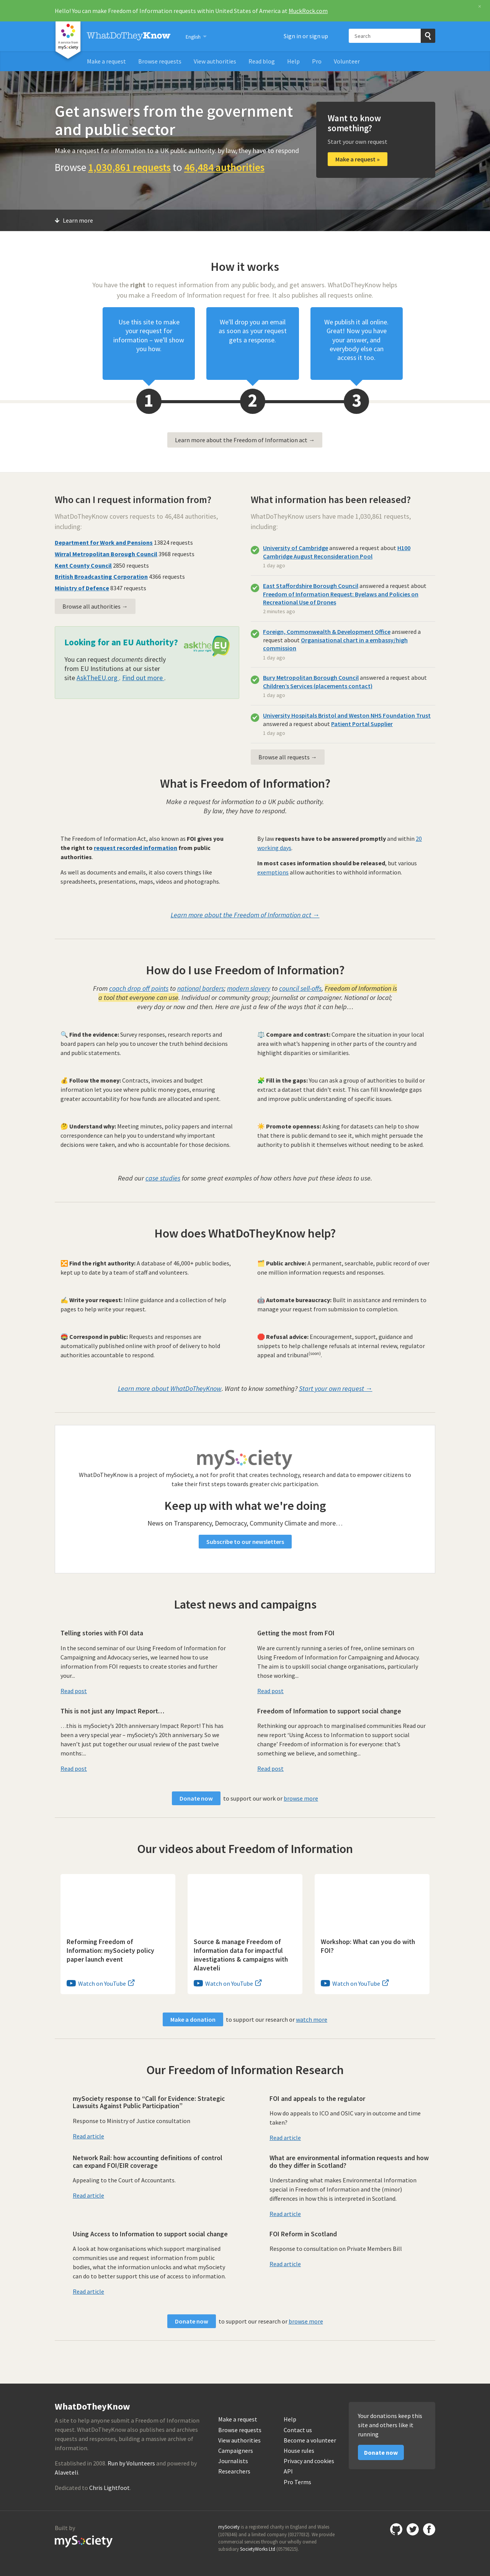 Hello! You can make Freedom of Information requests within United States of America at MuckRock.com
×
WhatDoTheyKnow
English
Sign in or sign up
Search
Make a request
Browse requests
View authorities
Read blog
Help
Pro
Volunteer
Get answers from the government
and public sector
Make a request for information to a UK public authority: by law, they have to respond
Browse 1,030,861 requests to 46,484 authorities
Want to know
something?
Start your own request
Make a request »
Learn more
How it works
You have the right to request information from any public body, and get answers. WhatDoTheyKnow helps
you make a Freedom of Information request for free. It also publishes all requests online.
Use this site to make
your request for
information – we'll show
you how.
We'll drop you an email
as soon as your request
gets a response.
We publish it all online.
Great! Now you have
your answer, and
everybody else can
access it too.
1
2
3
Learn more about the Freedom of Information act →
Who can I request information from?
WhatDoTheyKnow covers requests to 46,484 authorities,
including:
Department for Work and Pensions 13824 requests
Wirral Metropolitan Borough Council 3968 requests
Kent County Council 2850 requests
British Broadcasting Corporation 4366 requests
Ministry of Defence 8347 requests
Browse all authorities →
Looking for an EU Authority?
You can request documents directly
from EU Institutions at our sister
site AskTheEU.org . Find out more .
asktheEU
What information has been released?
WhatDoTheyKnow users have made 1,030,861 requests,
including:
University of Cambridge answered a request about H100
Cambridge August Reconsideration Pool
1 day ago
East Staffordshire Borough Council answered a request about
Freedom of Information Request: Byelaws and Policies on
Recreational Use of Drones
3 minutes ago
Foreign, Commonwealth & Development Office answered a
request about Organisational chart in a embassy/high
commission
1 day ago
Bury Metropolitan Borough Council answered a request about
Children's Services (placements contact)
1 day ago
University Hospitals Bristol and Weston NHS Foundation Trust
answered a request about Patient Portal Supplier
1 day ago
Browse all requests →
What is Freedom of Information?
Make a request for information to a UK public authority.
By law, they have to respond.
The Freedom of Information Act, also known as FOI gives you
the right to request recorded information from public
authorities.
As well as documents and emails, it also covers things like
spreadsheets, presentations, maps, videos and photographs.
By law requests have to be answered promptly and within 20
working days.
In most cases information should be released, but various
exemptions allow authorities to withhold information.
Learn more about the Freedom of Information act →
How do I use Freedom of Information?
From coach drop off points to national borders; modern slavery to council sell-offs, Freedom of Information is
a tool that everyone can use. Individual or community group; journalist or campaigner. National or local;
every day or now and then. Here are just a few of the ways that it can help…
Find the evidence: Survey responses, research reports and
board papers can help you to uncover the truth behind decisions
and public statements.
Compare and contrast: Compare the situation in your local
area with what's happening in other parts of the country and
highlight disparities or similarities.
Follow the money: Contracts, invoices and budget
information let you see where public money goes, ensuring
greater accountability for how funds are allocated and spent.
Fill in the gaps: You can ask a group of authorities to build or
extract a dataset that didn't exist. This can fill knowledge gaps
and improve public understanding of specific issues.
Understand why: Meeting minutes, policy papers and internal
correspondence can help you to understand why important
decisions were taken, and who is accountable for those decisions.
Promote openness: Asking for datasets can help to show
that there is public demand to see it, which might persuade the
authority to publish it themselves without needing to be asked.
Read our case studies for some great examples of how others have put these ideas to use.
How does WhatDoTheyKnow help?
Find the right authority: A database of 46,000+ public bodies,
kept up to date by a team of staff and volunteers.
Public archive: A permanent, searchable, public record of over
one million information requests and responses.
Write your request: Inline guidance and a collection of help
pages to help write your request.
Automate bureaucracy: Built in assistance and reminders to
manage your request from submission to completion.
Correspond in public: Requests and responses are
automatically published online with proof of delivery to hold
authorities accountable to respond.
Refusal advice: Encouragement, support, guidance and
snippets to help challenge refusals at internal review, regulator
appeal and tribunal(soon).
Learn more about WhatDoTheyKnow. Want to know something? Start your own request →
mySociety
WhatDoTheyKnow is a project of mySociety, a not for profit that creates technology, research and data to empower citizens to
take their first steps towards greater civic participation
Keep up with what we're doing
News on Transparency, Democracy, Community Climate and more…
Subscribe to our newsletters
Latest news and campaigns
Telling stories with FOI data
In the second seminar of our Using Freedom of Information for
Campaigning and Advocacy series, we learned how to use
information from FOI requests to create stories and further
your...
Read post
Getting the most from FOI
We are currently running a series of free, online seminars on
Using Freedom of Information for Campaigning and Advocacy.
The aim is to upskill social change organisations, particularly
those working...
Read post
This is not just any Impact Report…
…this is mySociety's 20th anniversary Impact Report! This has
been a very special year – mySociety's 20th anniversary. So we
haven't just put together our usual review of the past twelve
months:...
Read post
Freedom of Information to support social change
Rethinking our approach to marginalised communities Read our
new report 'Using Access to Information to support social
change' Freedom of information is for everyone: that's
something we believe, and something...
Read post
Donate now to support our work or browse more
Our videos about Freedom of Information
Reforming Freedom of
Information: mySociety policy
paper launch event
Watch on YouTube
Source & manage Freedom of
Information data for impactful
investigations & campaigns with
Alaveteli
Watch on YouTube
Workshop: What can you do with
FOI?
Watch on YouTube
Make a donation to support our research or watch more
Our Freedom of Information Research
mySociety response to “Call for Evidence: Strategic
Lawsuits Against Public Participation”
Response to Ministry of Justice consultation
Read article
FOI and appeals to the regulator
How do appeals to ICO and OSIC vary in outcome and time
taken?
Read article
Network Rail: how accounting definitions of control
can expand FOI/EIR coverage
Appealing to the Court of Accountants.
Read article
What are environmental information requests and how
do they differ in Scotland?
Understanding what makes Environmental Information
special in Freedom of Information and the (minor)
differences in how this is interpreted in Scotland.
Read article
Using Access to Information to support social change
A look at how organisations which support marginalised
communities use and request information from public
bodies, what the information unlocks and what mySociety
can do to better support this use of access to information.
Read article
FOI Reform in Scotland
Response to consultation on Private Members Bill
Read article
Donate now to support our research or browse more
WhatDoTheyKnow
A site to help anyone submit a Freedom of Information
request. WhatDoTheyKnow also publishes and archives
requests and responses, building a massive archive of
information.
Established in 2008. Run by Volunteers and powered by
Alaveteli.
Dedicated to Chris Lightfoot.
Make a request
Browse requests
View authorities
Campaigners
Journalists
Researchers
Help
Contact us
Become a volunteer
House rules
Privacy and cookies
API
Pro Terms
Your donations keep this
site and others like it
running
Donate now
Built by
mySociety
mySociety is a registered charity in England and Wales
(1076346) and a limited company (03277032). We provide
commercial services through our wholly owned
subsidiary SocietyWorks Ltd (05798215).